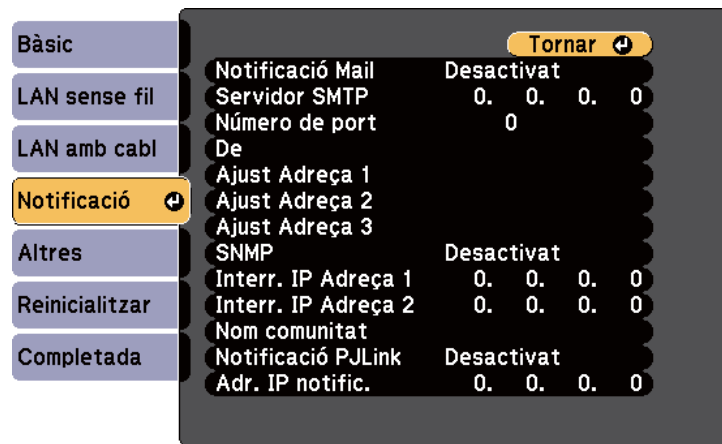 Bàsic
LAN sense fil
LAN amb cabl
Notificació
Altres
Reinicialitzar
Completada
Tornar
Notificació Mail Desactivat
Servidor SMTP 0. 0. 0. 0
Número de port 0
De
Ajust Adreça 1
Ajust Adreça 2
Ajust Adreça 3
SNMP Desactivat
Interr. IP Adreça 1 0. 0. 0. 0
Interr. IP Adreça 2 0. 0. 0. 0
Nom comunitat
Notificació PJLink Desactivat
Adr. IP notific. 0. 0. 0. 0